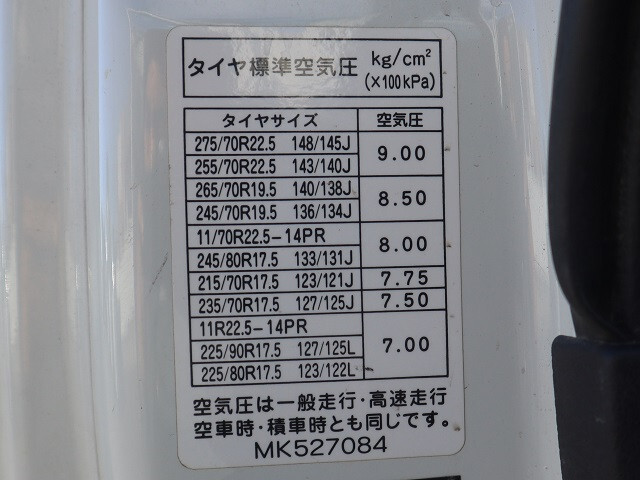 タイヤ標準空気圧 kg/cm²
(×100kPa)
タイヤサイズ 空気圧
275/70R22.5 148/145J
255/70R22.5 143/140J
9.00
265/70R19.5 140/138J
245/70R19.5 136/134J
8.50
11/70R22.5-14PR
245/80R17.5 133/131J
8.00
215/70R17.5 123/121J 7.75
235/70R17.5 127/125J 7.50
11R22.5-14PR
225/90R17.5 127/125L
225/80R17.5 123/122L
7.00
空気圧は一般走行・高速走行
空車時・積車時とも同じです。
MK527084